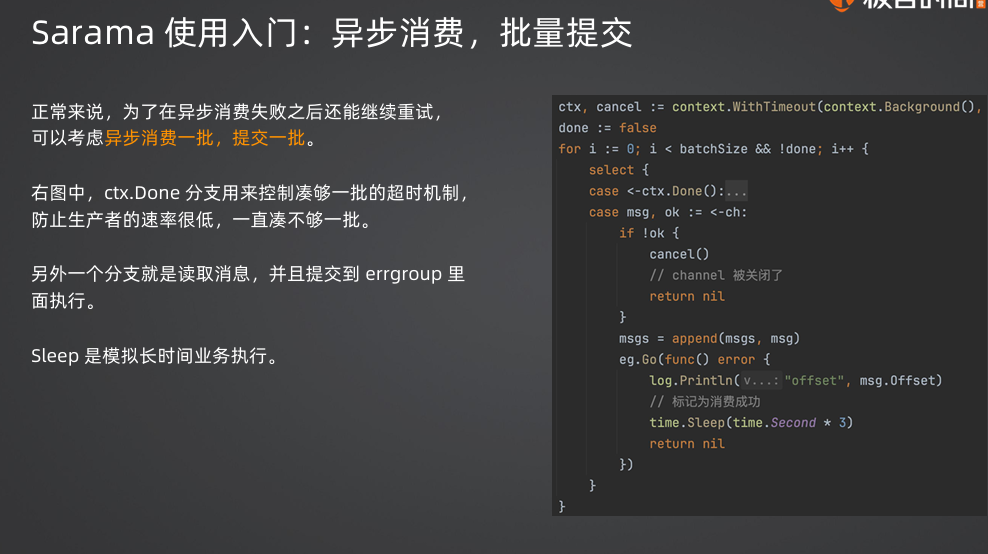 Sarama 使用入门：异步消费，批量提交
正常来说，为了在异步消费失败之后还能继续重试，
可以考虑异步消费一批，提交一批。
右图中，ctx.Done 分支用来控制凑够一批的超时机制，
防止生产者的速率很低，一直凑不够一批。
另外一个分支就是读取消息，并且提交到 errgroup 里
面执行。
Sleep 是模拟长时间业务执行。
ctx, cancel := context.WithTimeout(context.Background(),
done := false
for i := 0; i < batchSize && !done; i++ {
select {
case <-ctx.Done():...
case msg, ok := <-ch:
if !ok {
cancel()
// channel 被关闭了
return nil
}
msgs = append(msgs, msg)
eg.Go(func() error {
log.Println( v...: "offset", msg.Offset)
// 标记为消费成功
time.Sleep(time.Second * 3)
return nil
})
}
}